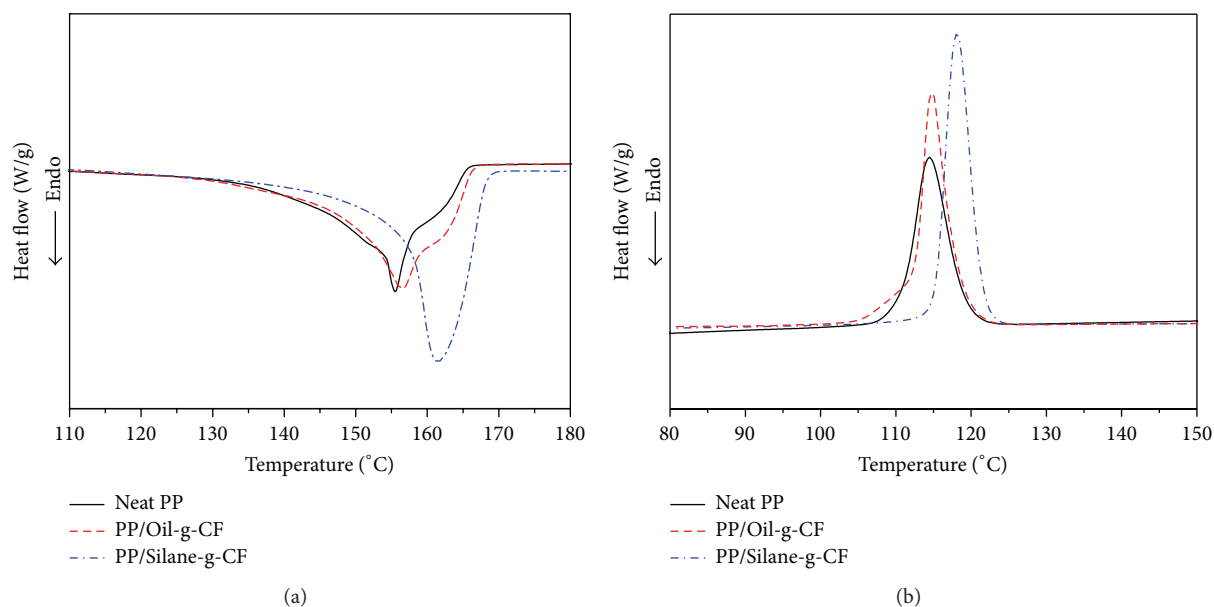 Heat flow (W/g)
Endo
110 120 130 140 150 160 170 180
Temperature (°C)
Neat PP
PP/Oil-g-CF
PP/Silane-g-CF
(a)
Heat flow (W/g)
Endo
80 90 100 110 120 130 140 150
Temperature (°C)
Neat PP
PP/Oil-g-CF
PP/Silane-g-CF
(b)